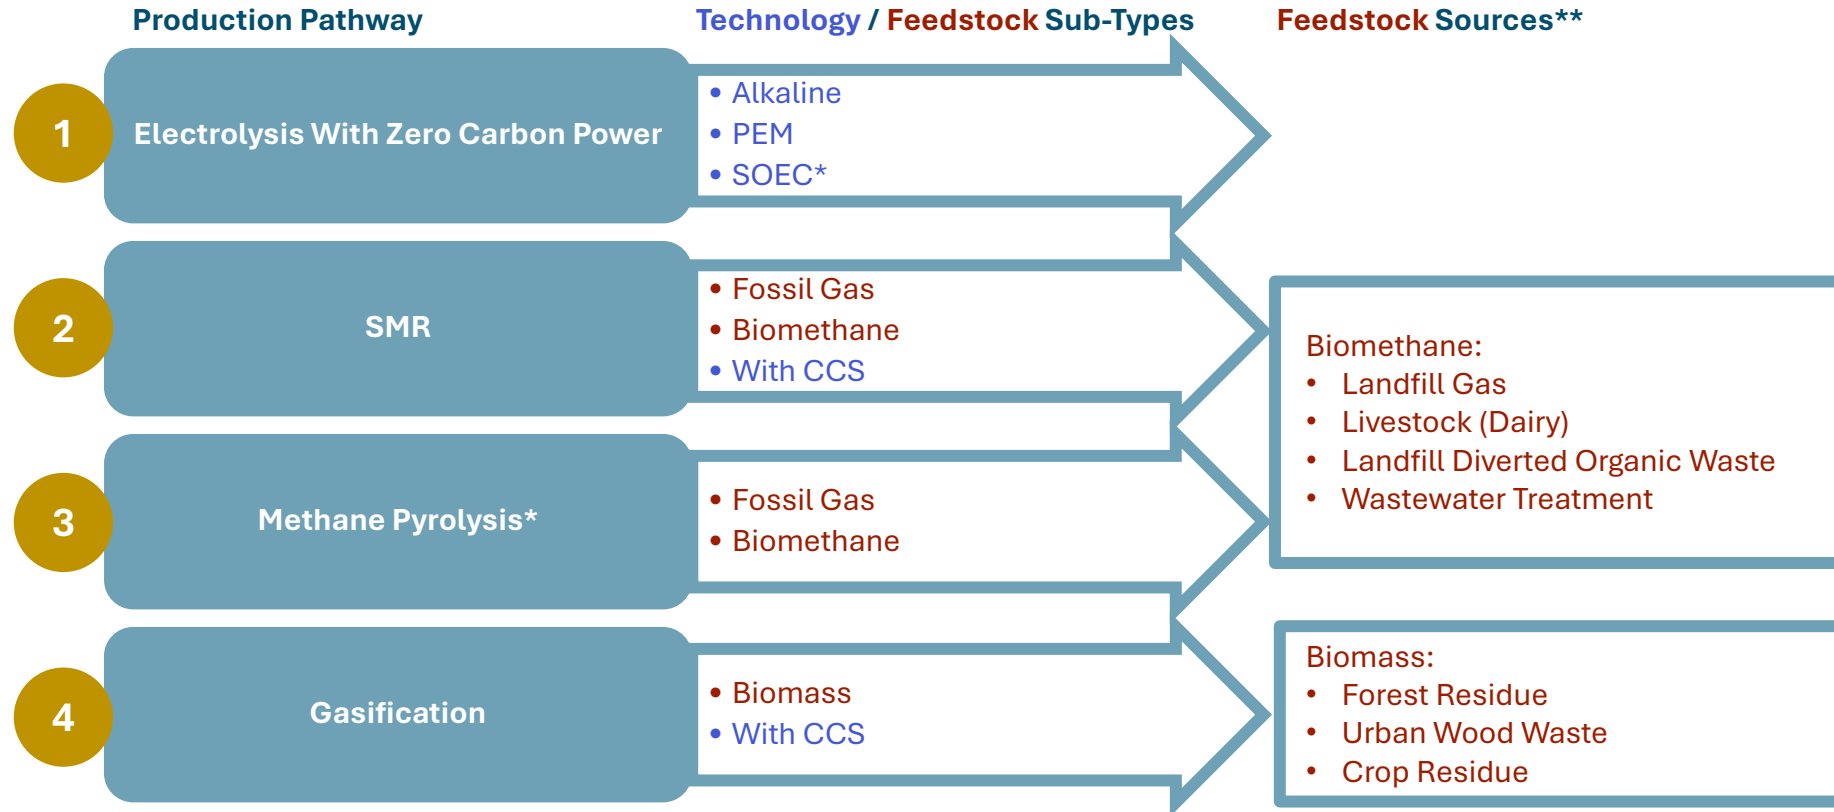 Production Pathway
Technology / Feedstock Sub-Types
Feedstock Sources**
1
Electrolysis With Zero Carbon Power
• Alkaline
• PEM
• SOEC*
2
SMR
• Fossil Gas
• Biomethane
• With CCS
3
Methane Pyrolysis*
• Fossil Gas
• Biomethane
Biomethane:
• Landfill Gas
• Livestock (Dairy)
• Landfill Diverted Organic Waste
• Wastewater Treatment
4
Gasification
• Biomass
• With CCS
Biomass:
• Forest Residue
• Urban Wood Waste
• Crop Residue